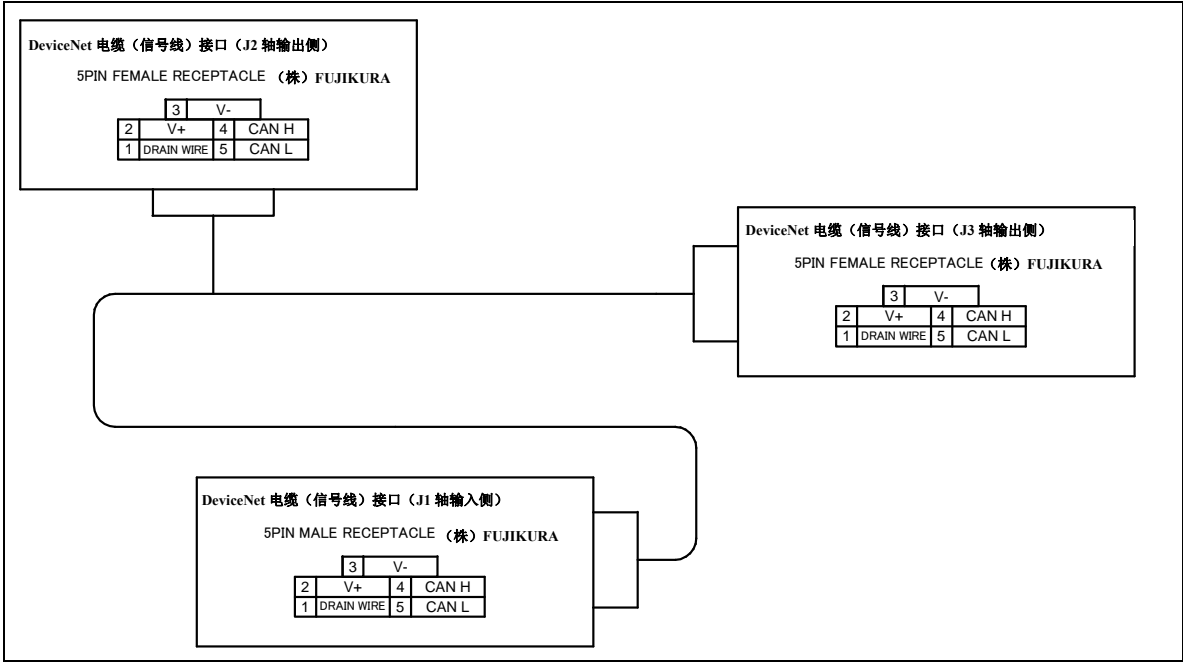 DeviceNet 电缆（信号线）接口（J2 轴输出侧）
5PIN FEMALE RECEPTACLE （株）FUJIKURA
3 V-
2 V+ 4 CAN H
1 DRAIN WIRE 5 CAN L
DeviceNet 电缆（信号线）接口（J3 轴输出侧）
5PIN FEMALE RECEPTACLE （株）FUJIKURA
3 V-
2 V+ 4 CAN H
1 DRAIN WIRE 5 CAN L
DeviceNet 电缆（信号线）接口（J1 轴输入侧）
5PIN MALE RECEPTACLE （株）FUJIKURA
3 V-
2 V+ 4 CAN H
1 DRAIN WIRE 5 CAN L